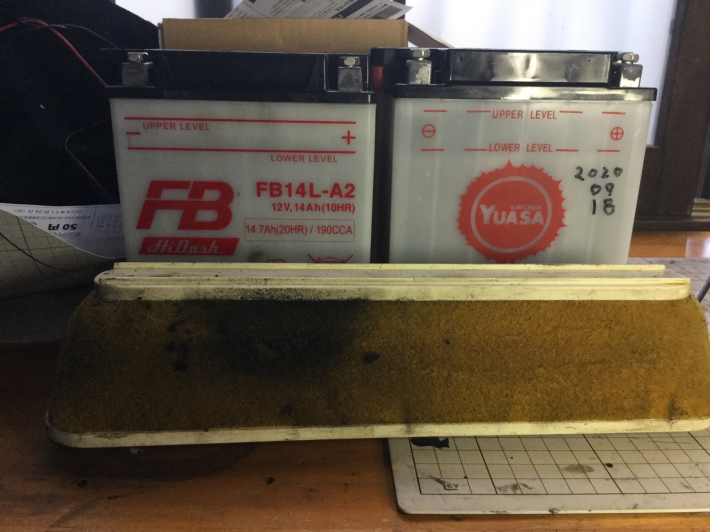 UPPER LEVEL
- +
LOWER LEVEL
FB
HiDash
FB14L-A2
12V,14Ah(10HR)
14.7Ah(20HR) / 190CCA
UPPER LEVEL
LOWER LEVEL
YUASA
2020
09
18